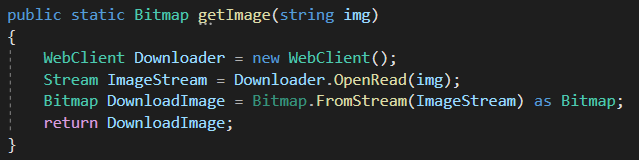 public static Bitmap getImage(string img)
{
WebClient Downloader = new WebClient();
Stream ImageStream = Downloader.OpenRead(img);
Bitmap DownloadImage = Bitmap.FromStream(ImageStream) as Bitmap;
return DownloadImage;
}